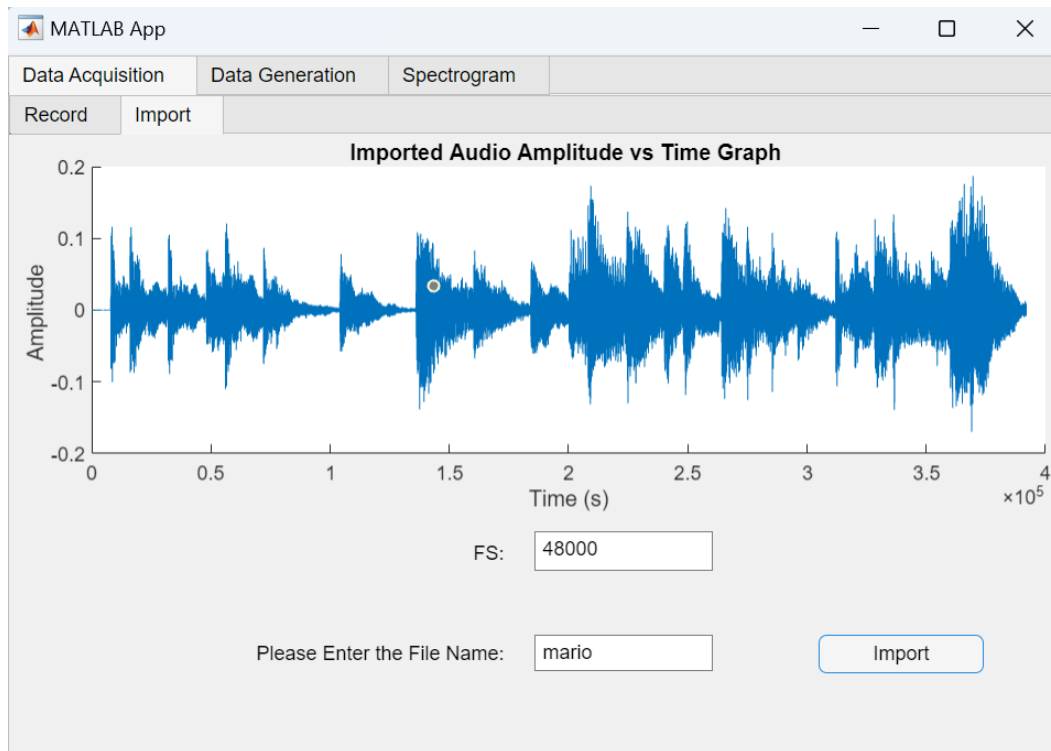 MATLAB App
Data Acquisition Data Generation Spectrogram
Record Import
Imported Audio Amplitude vs Time Graph
0.2
0.1
0
-0.1
-0.2
Amplitude
0 0.5 1 1.5 2 2.5 3 3.5 4
×10⁵
Time (s)
FS: 48000
Please Enter the File Name: mario Import